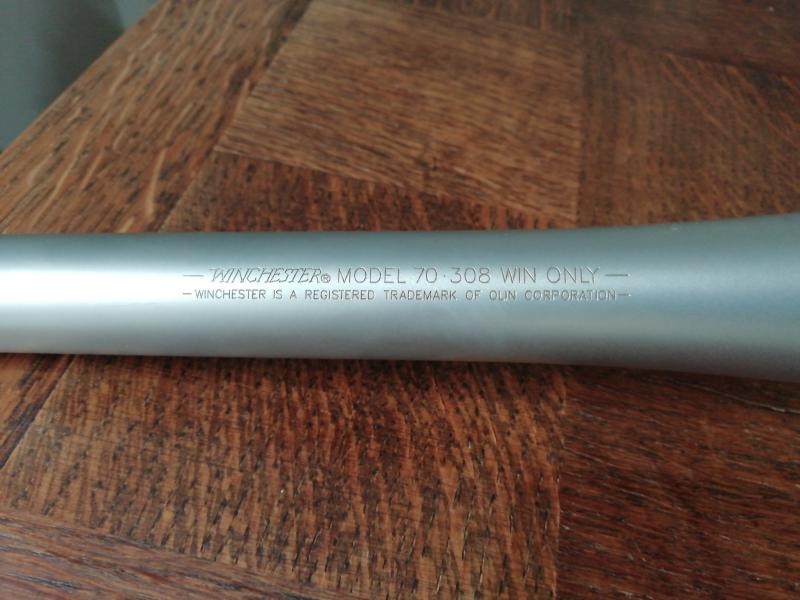 — WINCHESTER® MODEL 70 · 308 WIN ONLY —
— WINCHESTER IS A REGISTERED TRADEMARK OF OLIN CORPORATION —